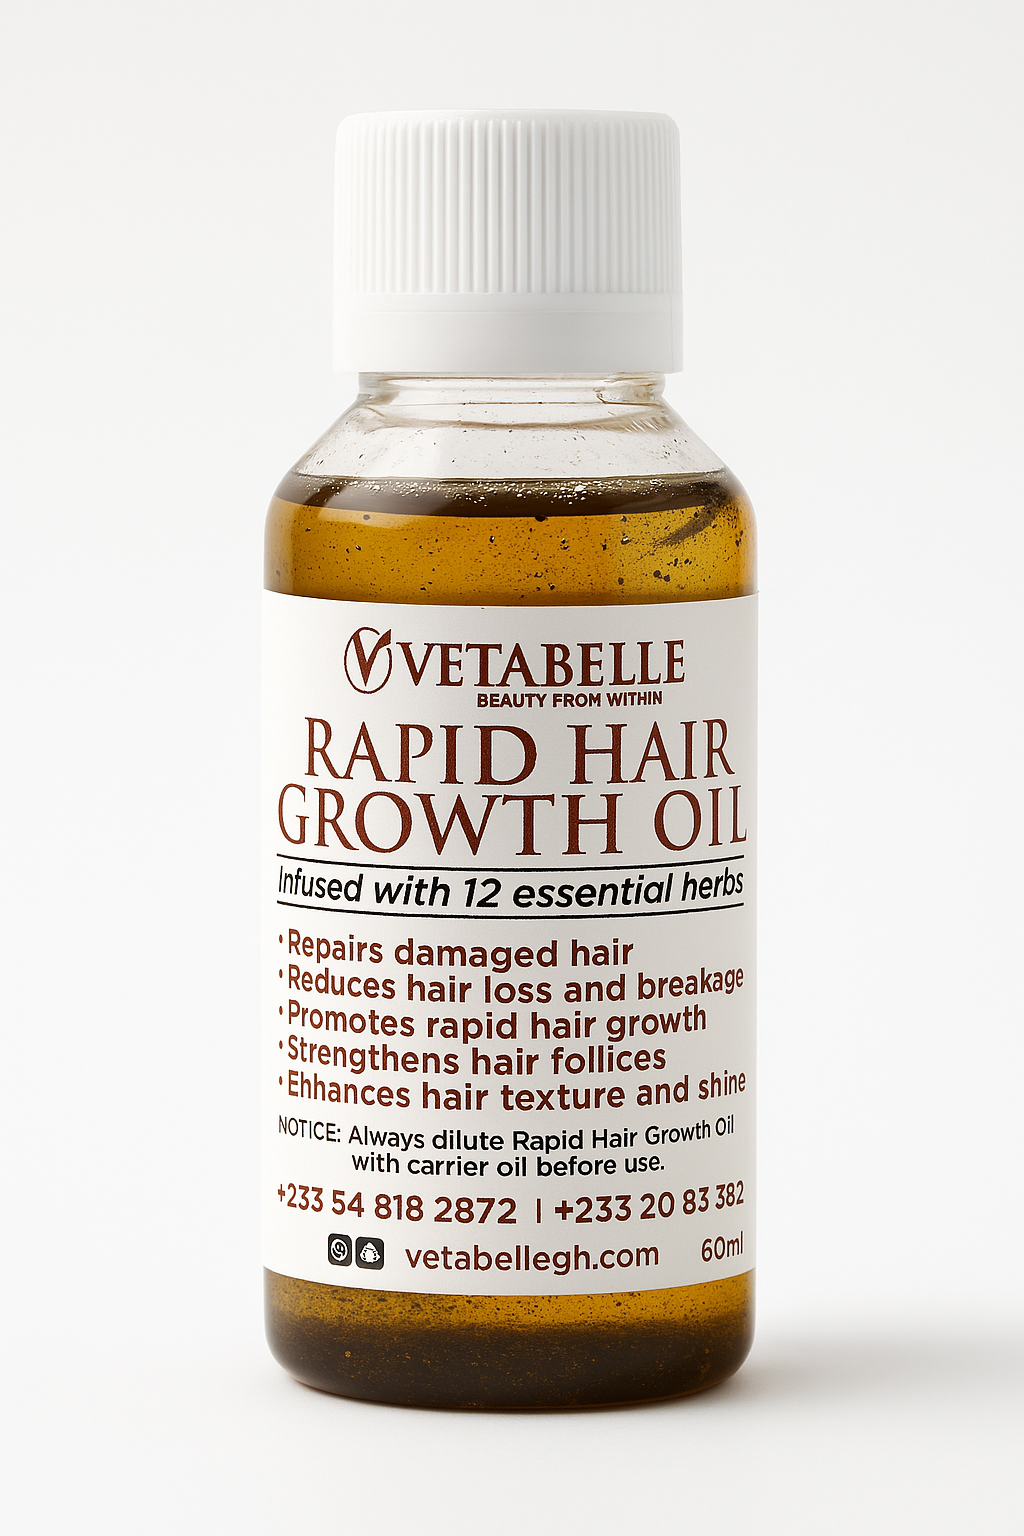 VETABELLE
BEAUTY FROM WITHIN
RAPID HAIR
GROWTH OIL
Infused with 12 essential herbs
• Repairs damaged hair
• Reduces hair loss and breakage
• Promotes rapid hair growth
• Strengthens hair follices
• Ehhances hair texture and shine
NOTICE: Always dilute Rapid Hair Growth Oil
with carrier oil before use.
+233 54 818 2872 | +233 20 83 382
vetabellegh.com 60ml